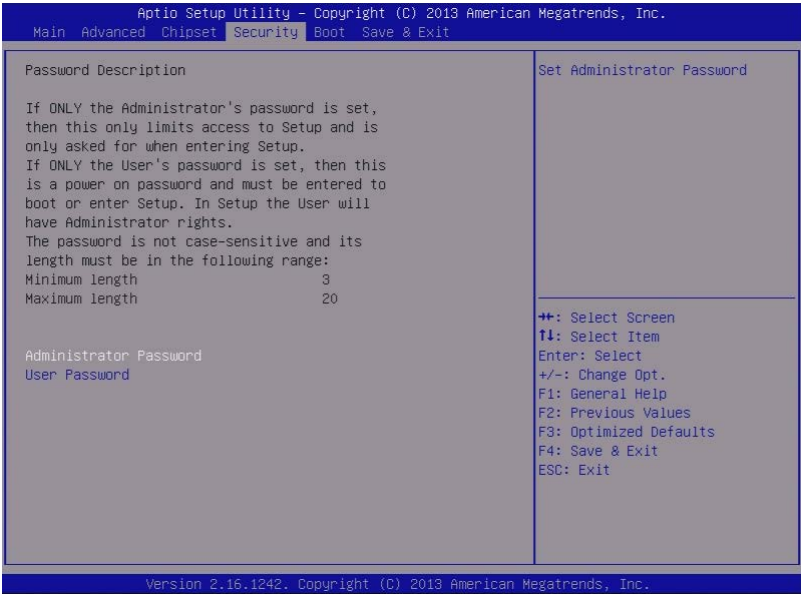 Aptio Setup Utility – Copyright (C) 2013 American Megatrends, Inc.
Main Advanced Chipset Security Boot Save & Exit
Password Description
If ONLY the Administrator's password is set,
then this only limits access to Setup and is
only asked for when entering Setup.
If ONLY the User's password is set, then this
is a power on password and must be entered to
boot or enter Setup. In Setup the User will
have Administrator rights.
The password is not case-sensitive and its
length must be in the following range:
Minimum length 3
Maximum length 20
Administrator Password
User Password
Set Administrator Password
→←: Select Screen
↑↓: Select Item
Enter: Select
+/-: Change Opt.
F1: General Help
F2: Previous Values
F3: Optimized Defaults
F4: Save & Exit
ESC: Exit
Version 2.16.1242. Copyright (C) 2013 American Megatrends, Inc.